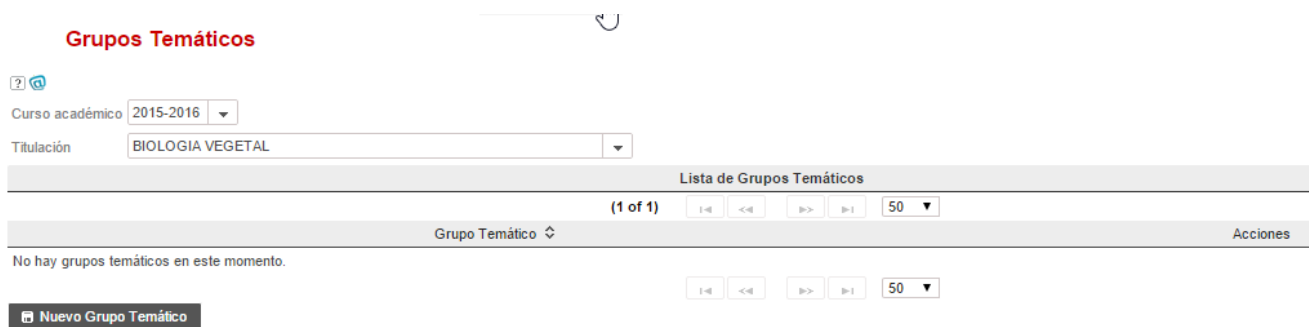 Grupos Temáticos
?
Curso académico 2015-2016
Titulación BIOLOGIA VEGETAL
Lista de Grupos Temáticos
(1 of 1) 50
Grupo Temático Acciones
No hay grupos temáticos en este momento.
50
Nuevo Grupo Temático